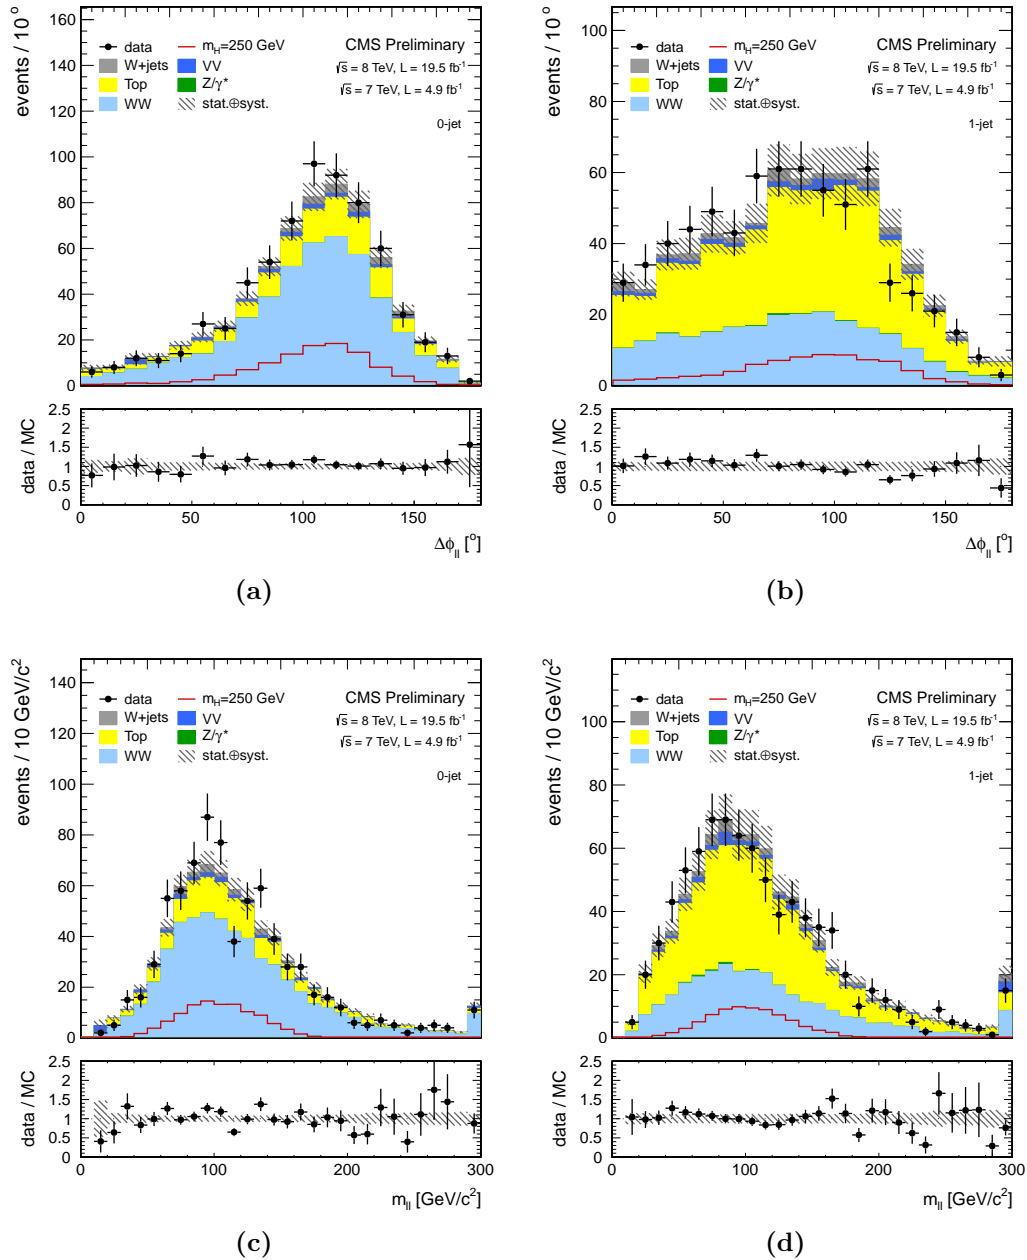 events / 10 °
160
140
120
100
80
60
40
20
0
data
W+jets
Top
WW
m_H=250 GeV
VV
Z/γ*
stat.⊕syst.
CMS Preliminary
√s = 8 TeV, L = 19.5 fb⁻¹
√s = 7 TeV, L = 4.9 fb⁻¹
0-jet
data / MC
2.5
2
1.5
1
0.5
0
0 50 100 150
Δϕ_ll [°]
(a)
events / 10 °
100
80
60
40
20
0
data
W+jets
Top
WW
m_H=250 GeV
VV
Z/γ*
stat.⊕syst.
CMS Preliminary
√s = 8 TeV, L = 19.5 fb⁻¹
√s = 7 TeV, L = 4.9 fb⁻¹
1-jet
data / MC
2.5
2
1.5
1
0.5
0
0 50 100 150
Δϕ_ll [°]
(b)
events / 10 GeV/c²
140
120
100
80
60
40
20
0
data
W+jets
Top
WW
m_H=250 GeV
VV
Z/γ*
stat.⊕syst.
CMS Preliminary
√s = 8 TeV, L = 19.5 fb⁻¹
√s = 7 TeV, L = 4.9 fb⁻¹
0-jet
data / MC
2.5
2
1.5
1
0.5
0
0 100 200 300
m_ll [GeV/c²]
(c)
events / 10 GeV/c²
100
80
60
40
20
0
data
W+jets
Top
WW
m_H=250 GeV
VV
Z/γ*
stat.⊕syst.
CMS Preliminary
√s = 8 TeV, L = 19.5 fb⁻¹
√s = 7 TeV, L = 4.9 fb⁻¹
1-jet
data / MC
2.5
2
1.5
1
0.5
0
0 100 200 300
m_ll [GeV/c²]
(d)